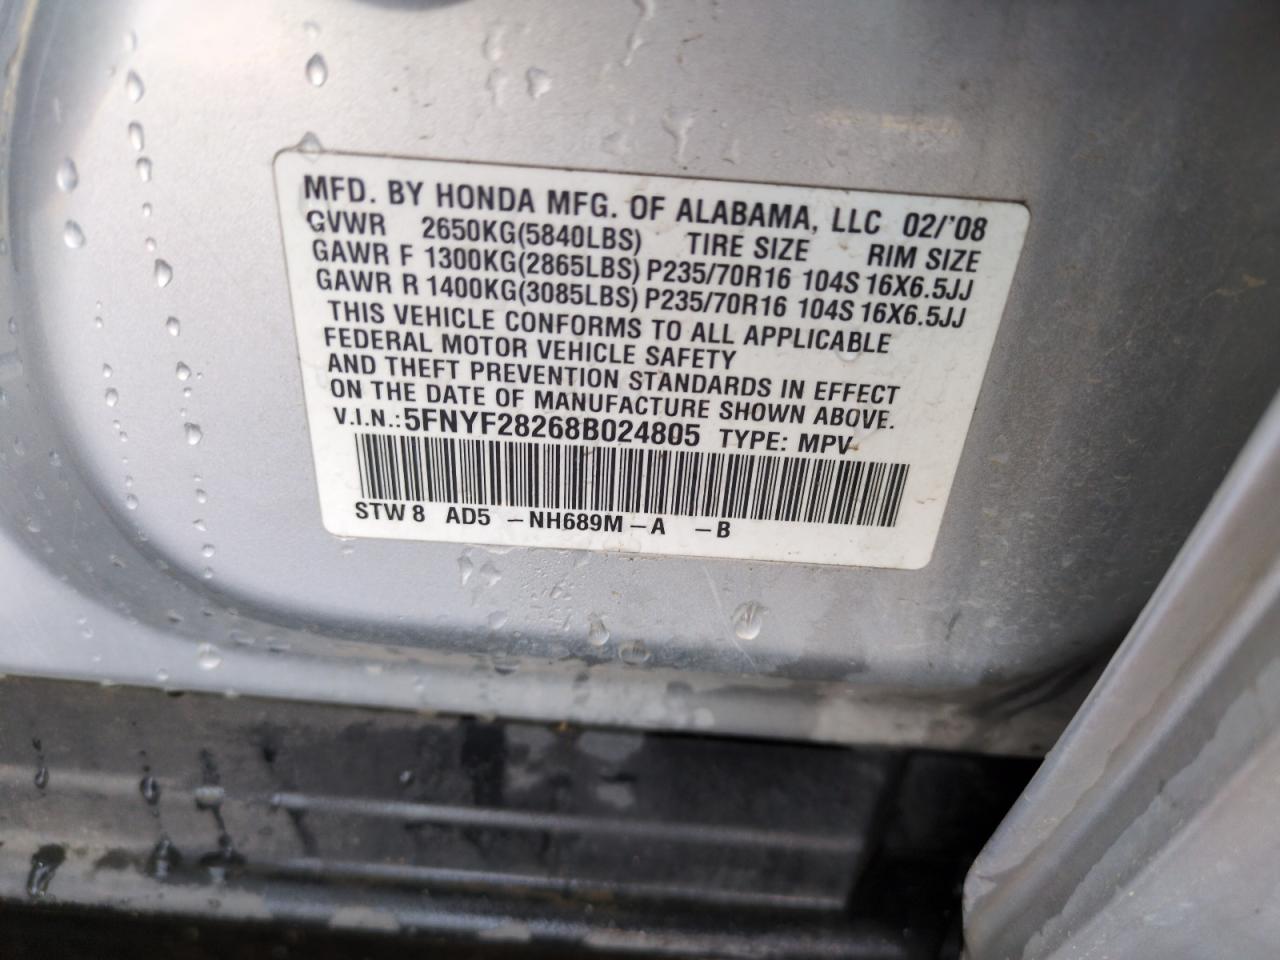 MFD. BY HONDA MFG. OF ALABAMA, LLC 02/'08
GVWR 2650KG(5840LBS) TIRE SIZE RIM SIZE
GAWR F 1300KG(2865LBS) P235/70R16 104S 16X6.5JJ
GAWR R 1400KG(3085LBS) P235/70R16 104S 16X6.5JJ
THIS VEHICLE CONFORMS TO ALL APPLICABLE
FEDERAL MOTOR VEHICLE SAFETY
AND THEFT PREVENTION STANDARDS IN EFFECT
ON THE DATE OF MANUFACTURE SHOWN ABOVE.
V.I.N.: 5FNYF28268B024805 TYPE: MPV
STW 8 AD5 -NH689M-A -B